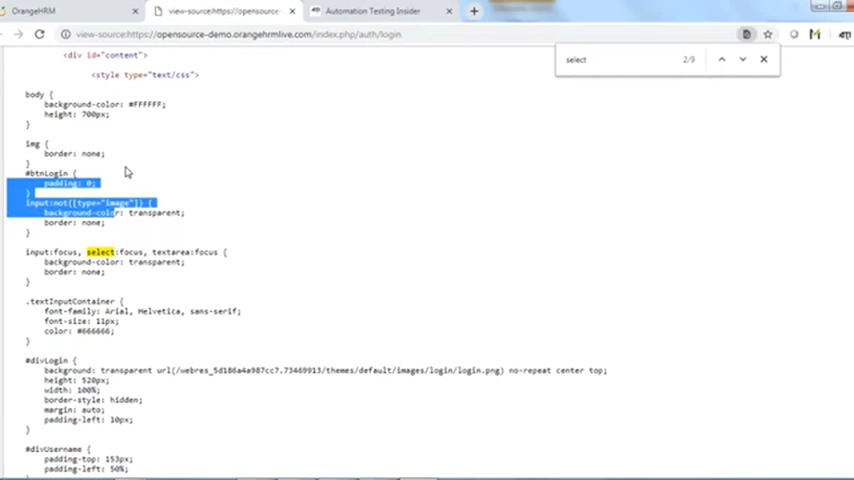 OrangeHRM
view-source:https://opensource-
Automation Testing Insider
view-source:https://opensource-demo.orangehrmlive.com/index.php/auth/login
select
2/9
<div id="content">
<style type="text/css">
body {
background-color: #FFFFFF;
height: 700px;
}
img {
border: none;
}
#btnLogin {
padding: 0;
}
input:not([type="image"]) {
background-color: transparent;
border: none;
}
input:focus, select:focus, textarea:focus {
background-color: transparent;
border: none;
}
.textInputContainer {
font-family: Arial, Helvetica, sans-serif;
font-size: 11px;
color: #666666;
}
#divLogin {
background: transparent url(/webres_5d186a4a987cc7.73469913/themes/default/images/login/login.png) no-repeat center top;
height: 520px;
width: 100%;
border-style: hidden;
margin: auto;
padding-left: 10px;
}
#divUsername {
padding-top: 153px;
padding-left: 50%;